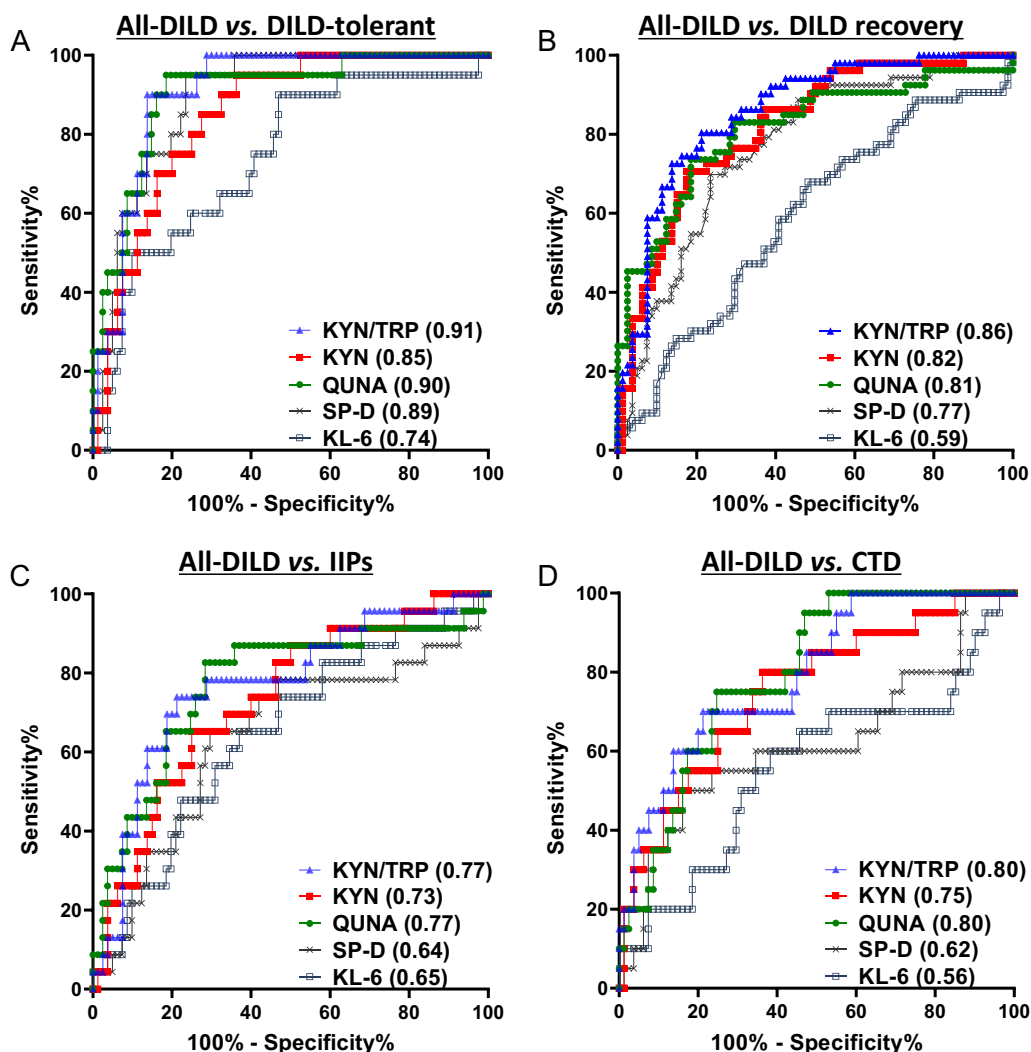 A
All-DILD vs. DILD-tolerant
100
80
60
40
20
0
Sensitivity%
KYN/TRP (0.91)
KYN (0.85)
QUNA (0.90)
SP-D (0.89)
KL-6 (0.74)
0 20 40 60 80 100
100% - Specificity%
B
All-DILD vs. DILD recovery
100
80
60
40
20
0
Sensitivity%
KYN/TRP (0.86)
KYN (0.82)
QUNA (0.81)
SP-D (0.77)
KL-6 (0.59)
0 20 40 60 80 100
100% - Specificity%
C
All-DILD vs. IIPs
100
80
60
40
20
0
Sensitivity%
KYN/TRP (0.77)
KYN (0.73)
QUNA (0.77)
SP-D (0.64)
KL-6 (0.65)
0 20 40 60 80 100
100% - Specificity%
D
All-DILD vs. CTD
100
80
60
40
20
0
Sensitivity%
KYN/TRP (0.80)
KYN (0.75)
QUNA (0.80)
SP-D (0.62)
KL-6 (0.56)
0 20 40 60 80 100
100% - Specificity%